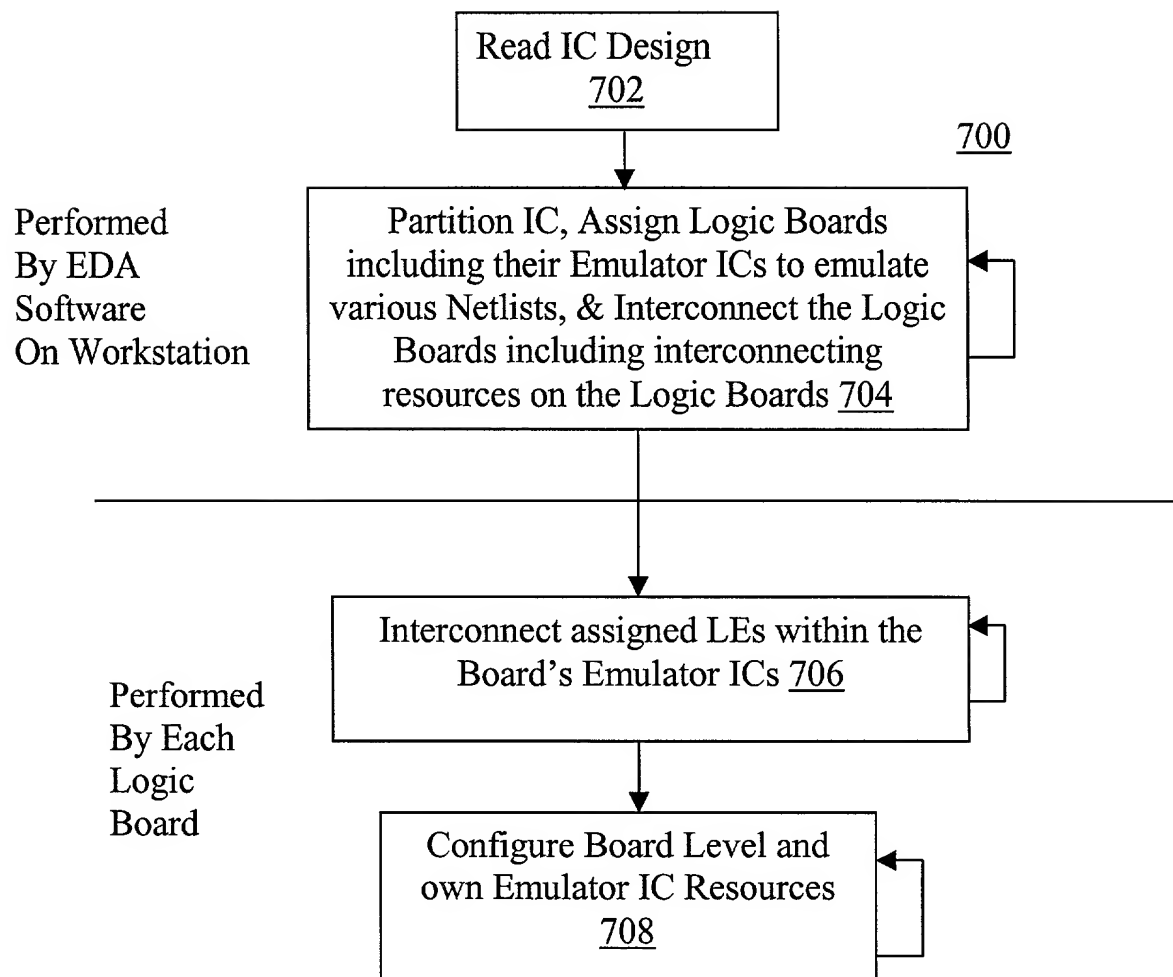 Read IC Design
702
700
Performed
By EDA
Software
On Workstation
Partition IC, Assign Logic Boards
including their Emulator ICs to emulate
various Netlists, & Interconnect the Logic
Boards including interconnecting
resources on the Logic Boards 704
Interconnect assigned LEs within the
Board's Emulator ICs 706
Performed
By Each
Logic
Board
Configure Board Level and
own Emulator IC Resources
708